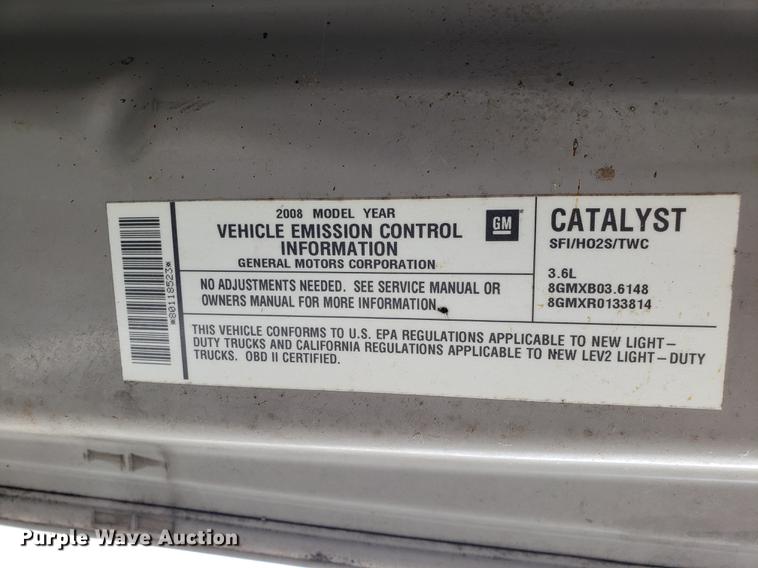 *80118523*
2008 MODEL YEAR
VEHICLE EMISSION CONTROL
INFORMATION
GENERAL MOTORS CORPORATION
GM
NO ADJUSTMENTS NEEDED. SEE SERVICE MANUAL OR
OWNERS MANUAL FOR MORE INFORMATION.
CATALYST
SFI/HO2S/TWC
3.6L
8GMXB03.6148
8GMXR0133814
THIS VEHICLE CONFORMS TO U.S. EPA REGULATIONS APPLICABLE TO NEW LIGHT-
DUTY TRUCKS AND CALIFORNIA REGULATIONS APPLICABLE TO NEW LEV2 LIGHT-DUTY
TRUCKS. OBD II CERTIFIED.
Purple Wave Auction